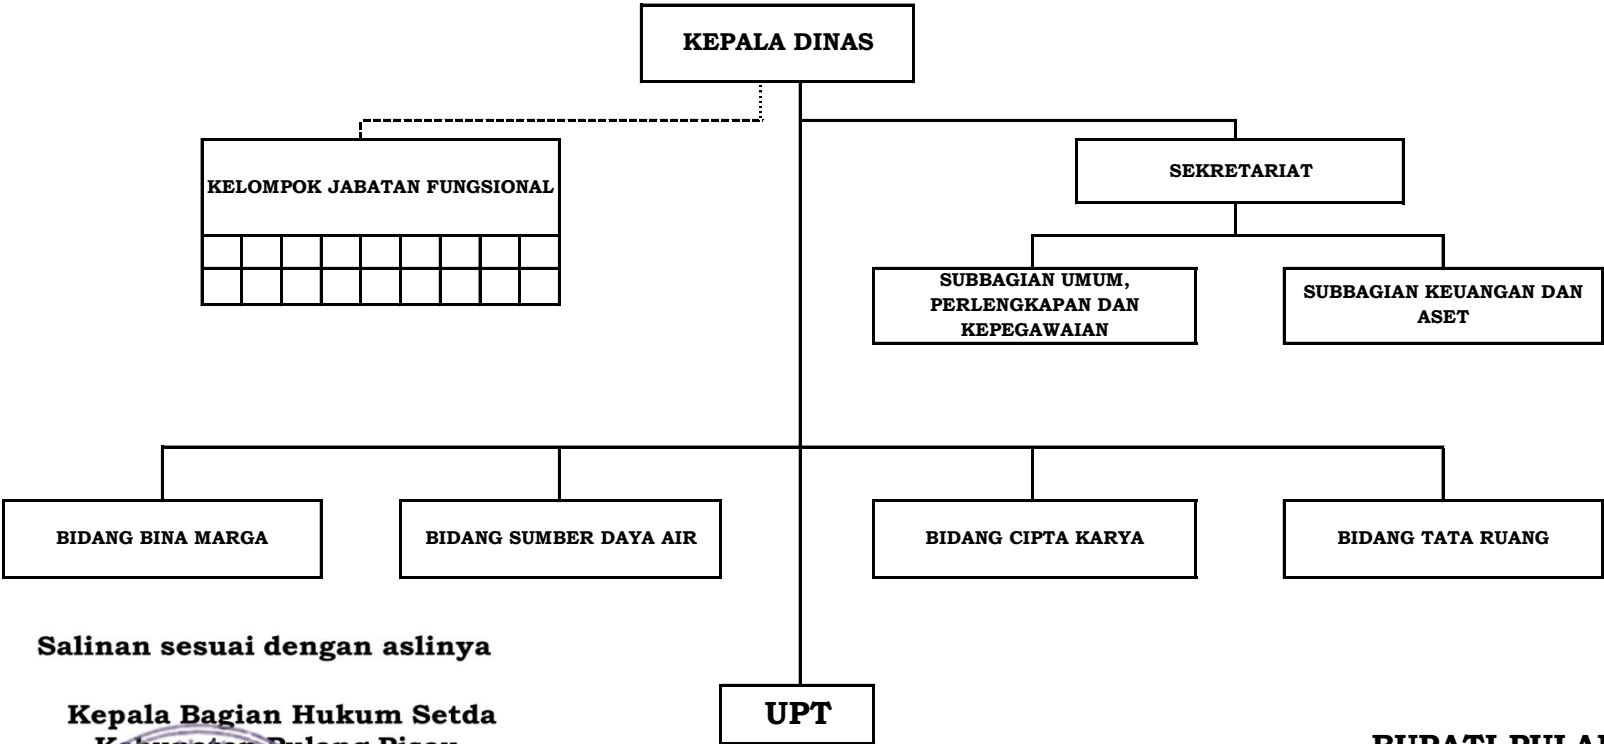 KEPALA DINAS
KELOMPOK JABATAN FUNGSIONAL
SEKRETARIAT
SUBBAGIAN UMUM,
PERLENGKAPAN DAN
KEPEGAWAIAN
SUBBAGIAN KEUANGAN DAN
ASET
BIDANG BINA MARGA
BIDANG SUMBER DAYA AIR
BIDANG CIPTA KARYA
BIDANG TATA RUANG
Salinan sesuai dengan aslinya
Kepala Bagian Hukum Setda
UPT